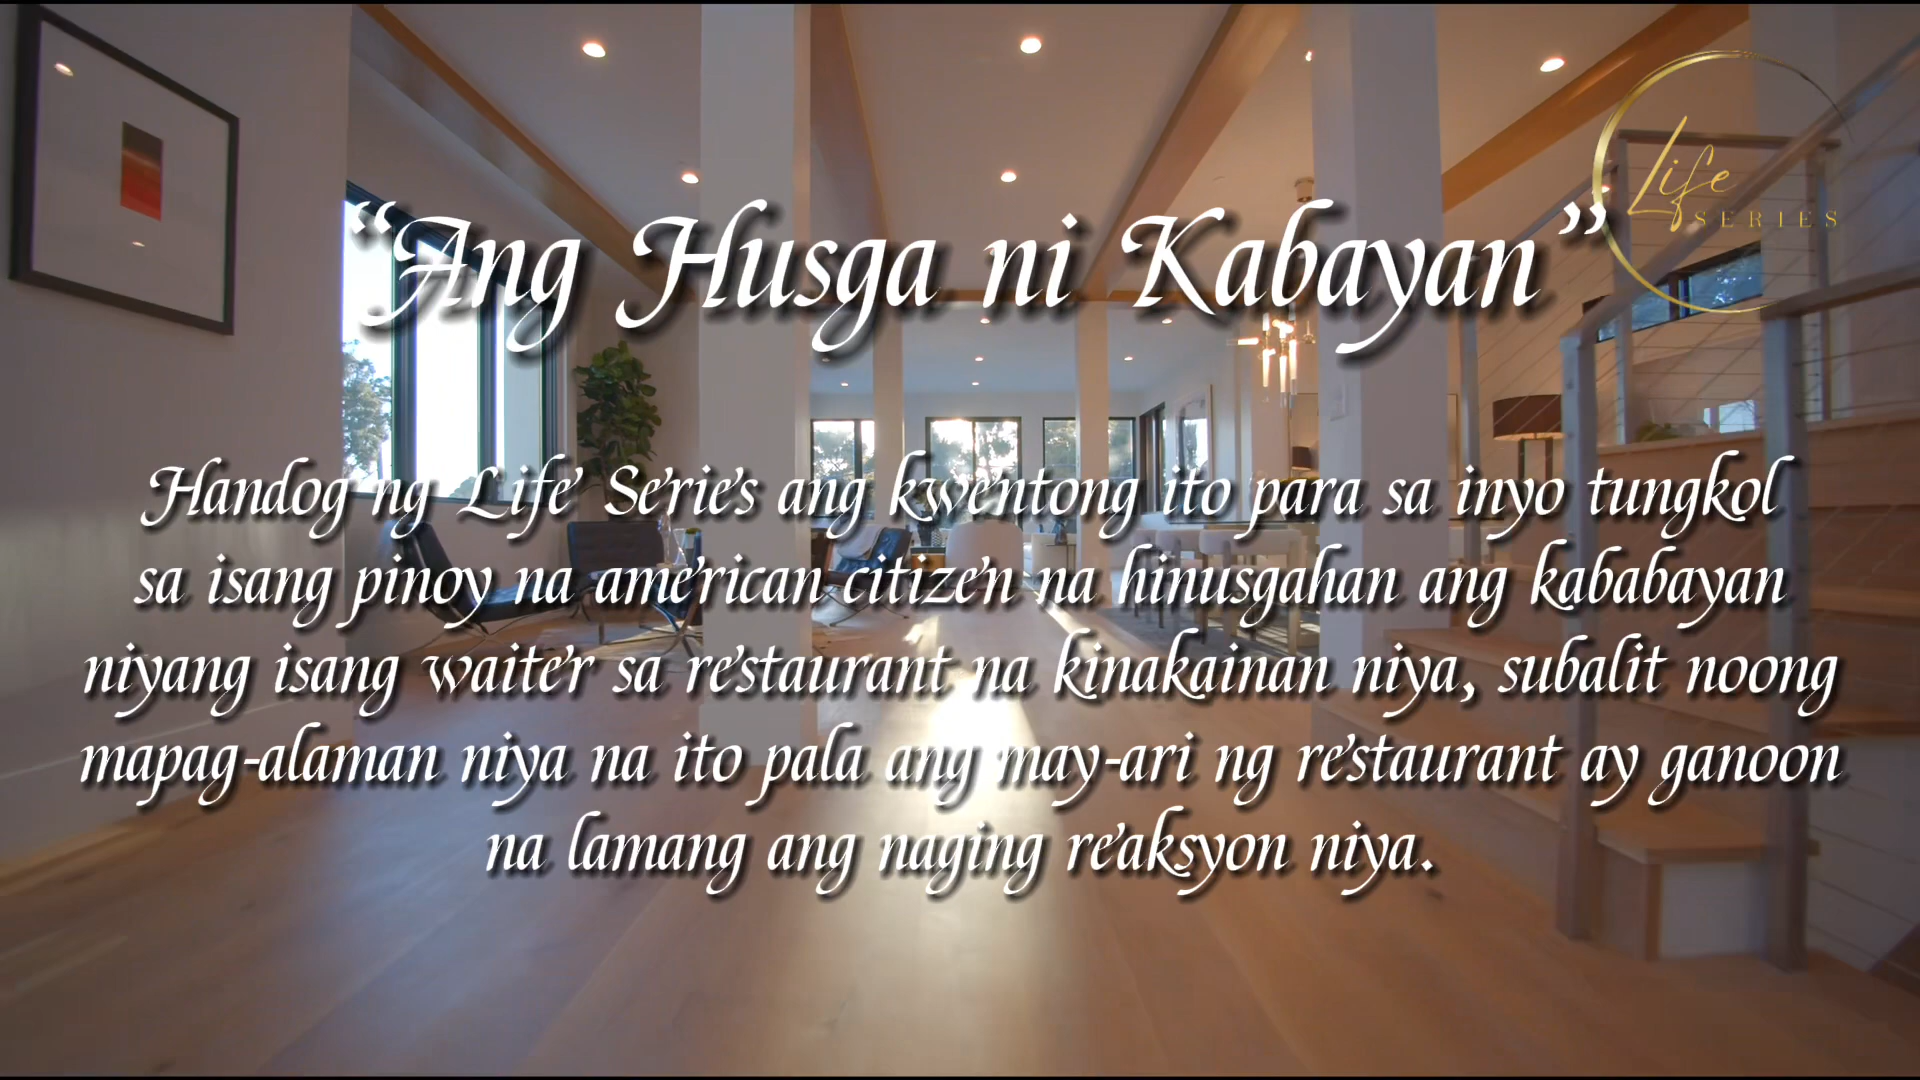 Life
SERIES
“Ang Husga ni Kabayan”
Handog ng Life Series ang kwentong ito para sa inyo tungkol
sa isang pinoy na american citizen na hinusgahan ang kababayan
niyang isang waiter sa restaurant na kinakainan niya, subalit noong
mapag-alaman niya na ito pala ang may-ari ng restaurant ay ganoon
na lamang ang naging reaksyon niya.